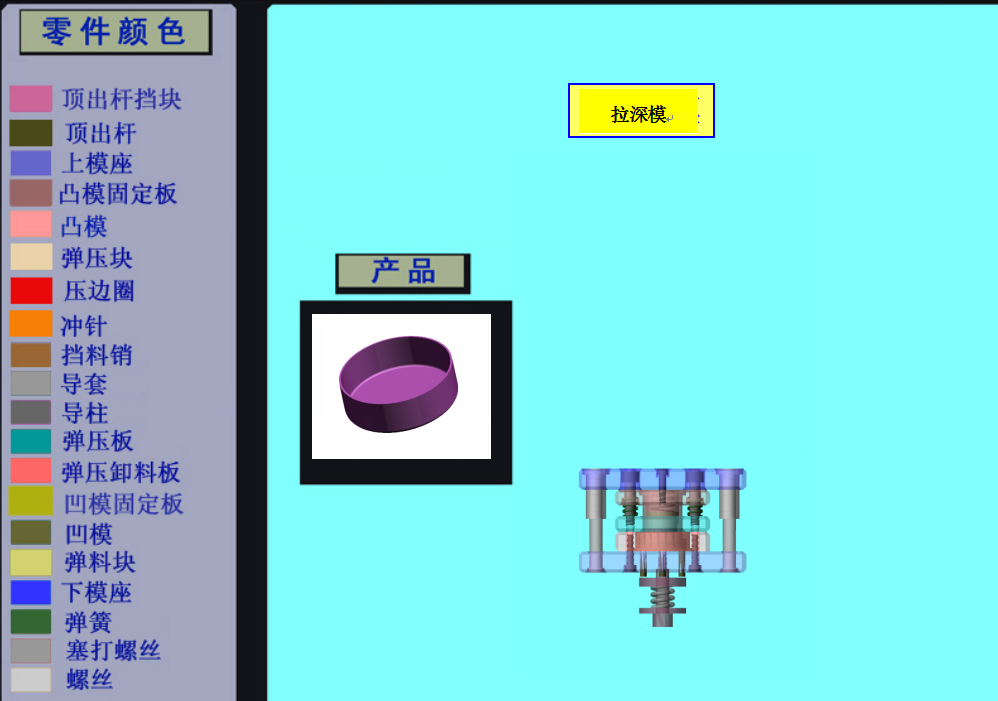 零件颜色
顶出杆挡块
顶出杆
上模座
凸模固定板
凸模
弹压块
压边圈
冲针
挡料销
导套
导柱
弹压板
弹压卸料板
凹模固定板
凹模
弹料块
下模座
弹簧
塞打螺丝
螺丝
拉深模
产品